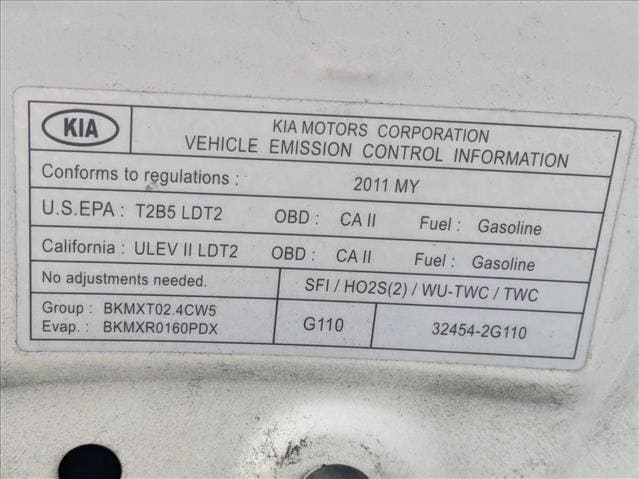 KIA
KIA MOTORS CORPORATION
VEHICLE EMISSION CONTROL INFORMATION
Conforms to regulations : 2011 MY
U.S.EPA : T2B5 LDT2 OBD : CA II Fuel : Gasoline
California : ULEV II LDT2 OBD : CA II Fuel : Gasoline
No adjustments needed. SFI / HO2S(2) / WU-TWC / TWC
Group : BKMXT02.4CW5
Evap. : BKMXR0160PDX
G110 32454-2G110